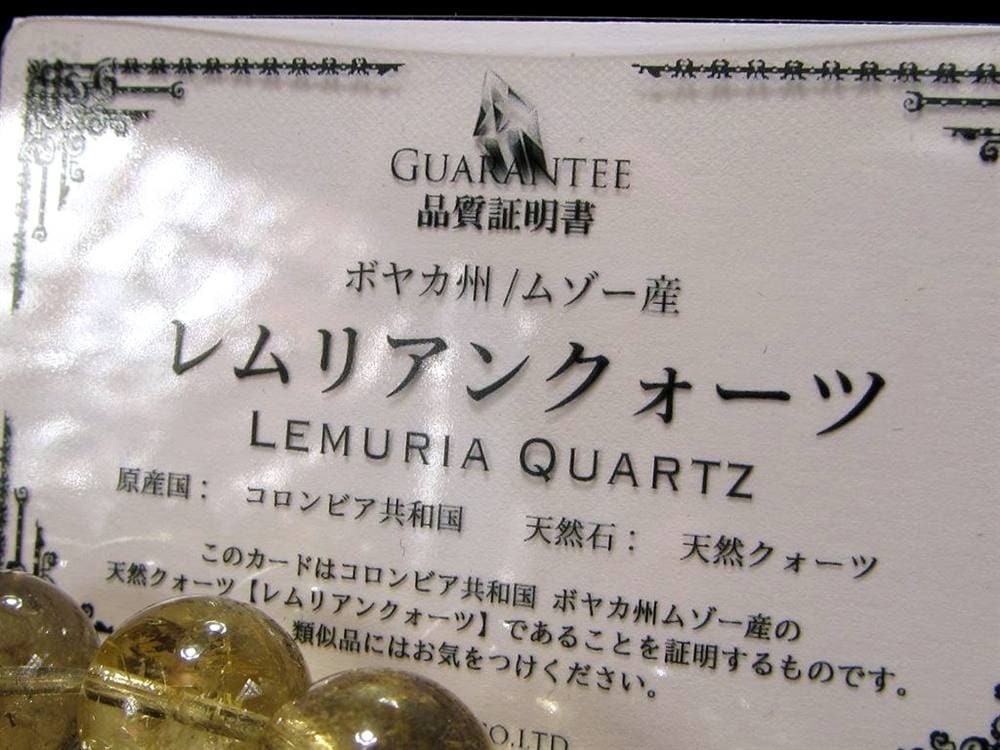 GUARANTEE
品質証明書
ボヤカ州/ムゾー産
レムリアンクォーツ
LEMURIA QUARTZ
原産国： コロンビア共和国 天然石： 天然クォーツ
このカードはコロンビア共和国 ボヤカ州ムゾー産の
天然クォーツ【レムリアンクォーツ】であることを証明するものです。
類似品にはお気をつけください。
CO.,LTD